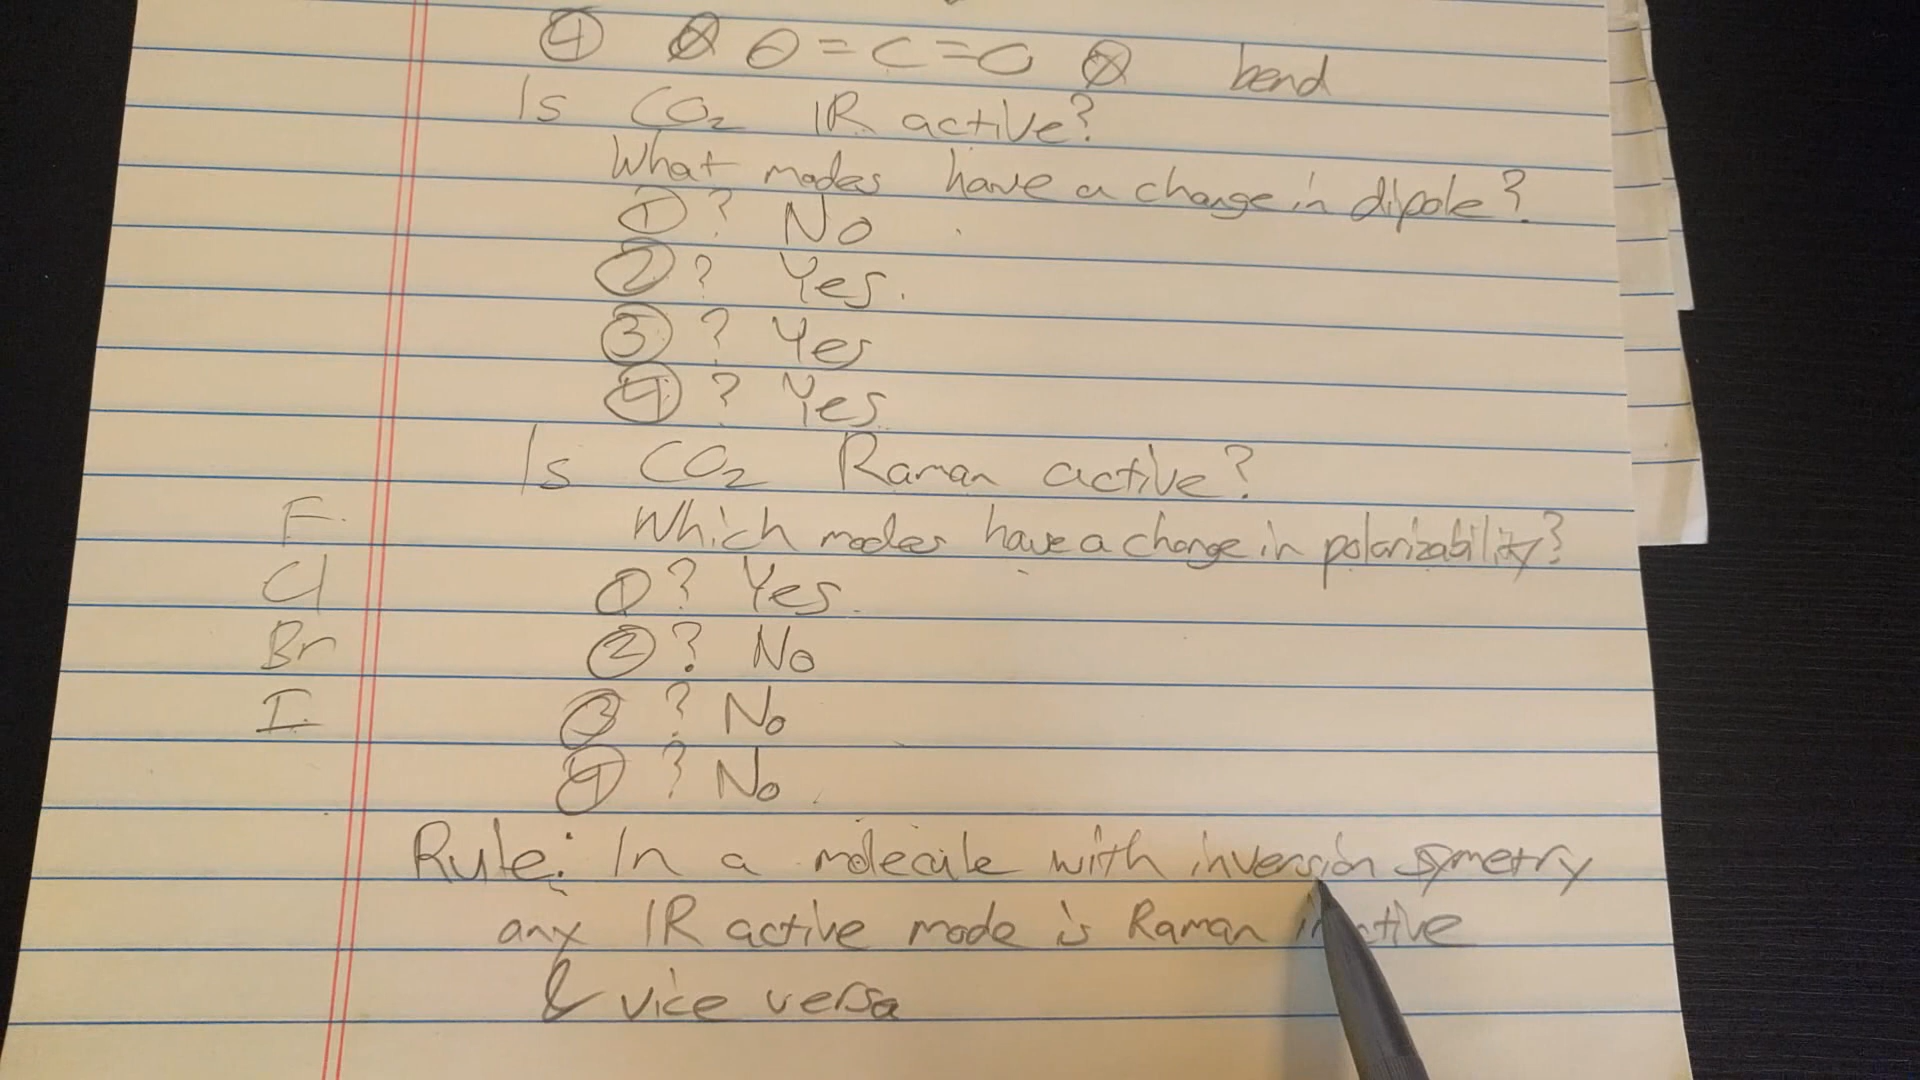 ④ ⊗ O=C=O ⊗ bend
Is CO₂ IR active?
What modes have a change in dipole?
①? No
②? Yes.
③? Yes
④? Yes
Is CO₂ Raman active?
F. Which modes have a change in polarizability?
Cl ①? Yes.
Br ②? No
I ③? No
④? No
Rule: In a molecule with inversion symetry
any IR active mode is Raman
& vice versa